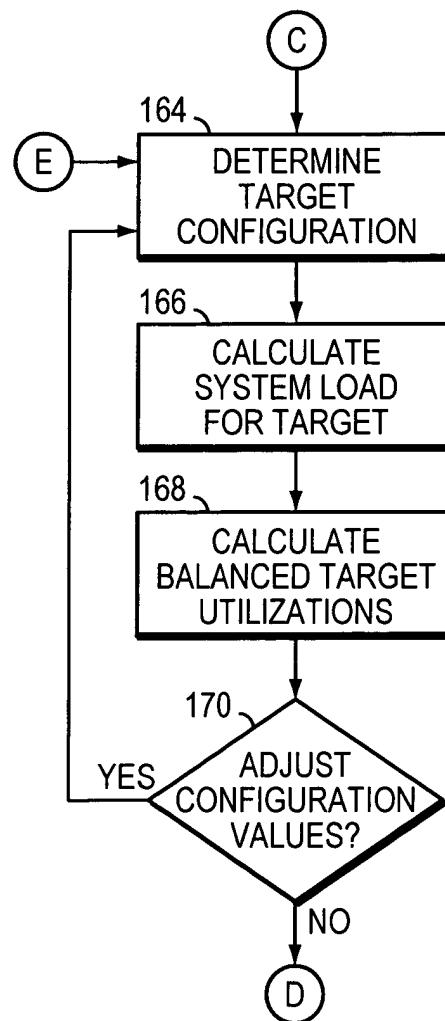 C
164
E
DETERMINE
TARGET
CONFIGURATION
166
CALCULATE
SYSTEM LOAD
FOR TARGET
168
CALCULATE
BALANCED TARGET
UTILIZATIONS
170
YES
ADJUST
CONFIGURATION
VALUES?
NO
D